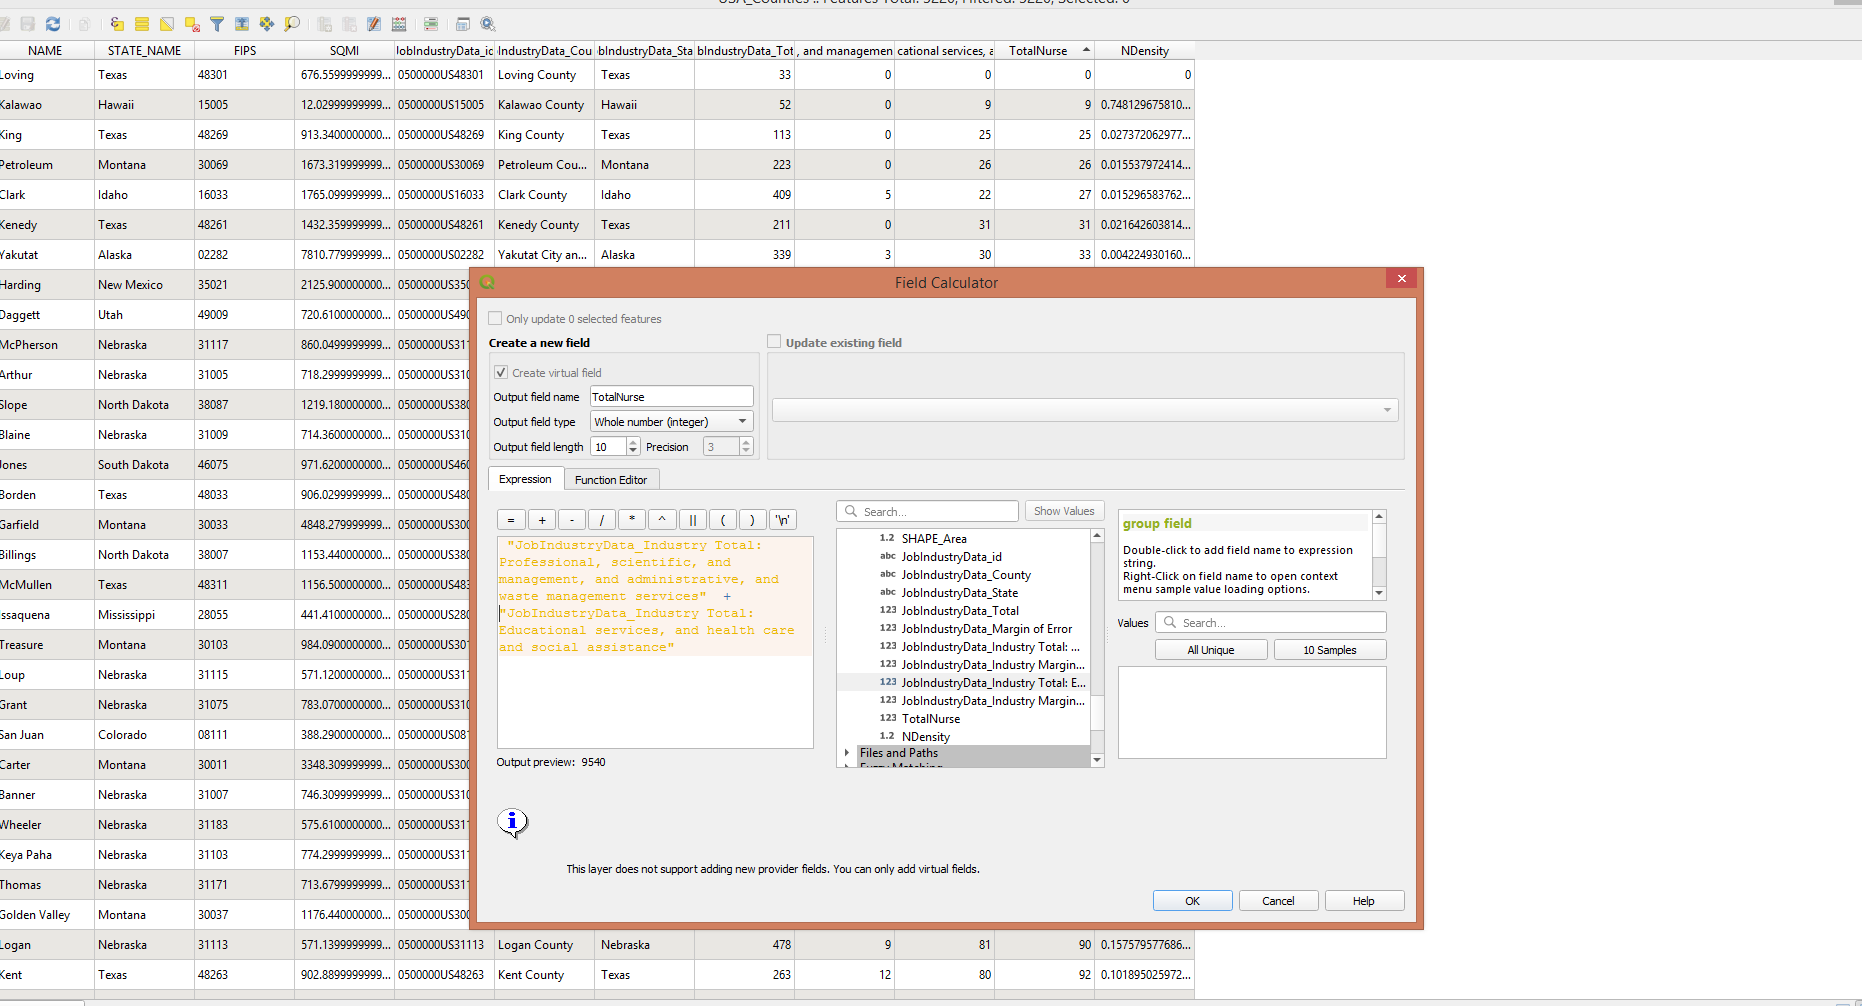 USA_Counties :: Features Total: 3220, Filtered: 3220, Selected: 0
NAME STATE_NAME FIPS SQMI JobIndustryData_id bIndustryData_Cou bIndustryData_Sta bIndustryData_Tot , and managemen cational services, a TotalNurse NDensity
Loving Texas 48301 676.5599999999... 0500000US48301 Loving County Texas 33 0 0 0 0
Kalawao Hawaii 15005 12.02999999999... 0500000US15005 Kalawao County Hawaii 52 0 9 9 0.748129675810...
King Texas 48269 913.3400000000... 0500000US48269 King County Texas 113 0 25 25 0.027372062977...
Petroleum Montana 30069 1673.319999999... 0500000US30069 Petroleum Cou... Montana 223 0 26 26 0.015537972414...
Clark Idaho 16033 1765.099999999... 0500000US16033 Clark County Idaho 409 5 22 27 0.015296583762...
Kenedy Texas 48261 1432.359999999... 0500000US48261 Kenedy County Texas 211 0 31 31 0.021642603814...
Yakutat Alaska 02282 7810.779999999... 0500000US02282 Yakutat City an... Alaska 339 3 30 33 0.004224930160...
Harding New Mexico 35021 2125.900000000... 0500000US350
Daggett Utah 49009 720.6100000000... 0500000US490
McPherson Nebraska 31117 860.0499999999... 0500000US311
Arthur Nebraska 31005 718.2999999999... 0500000US310
Slope North Dakota 38087 1219.180000000... 0500000US380
Blaine Nebraska 31009 714.3600000000... 0500000US310
Jones South Dakota 46075 971.6200000000... 0500000US460
Borden Texas 48033 906.0299999999... 0500000US480
Garfield Montana 30033 4848.279999999... 0500000US300
Billings North Dakota 38007 1153.440000000... 0500000US380
McMullen Texas 48311 1156.500000000... 0500000US483
Issaquena Mississippi 28055 441.4100000000... 0500000US280
Treasure Montana 30103 984.0900000000... 0500000US301
Loup Nebraska 31115 571.1200000000... 0500000US311
Grant Nebraska 31075 783.0700000000... 0500000US310
San Juan Colorado 08111 388.2900000000... 0500000US081
Carter Montana 30011 3348.309999999... 0500000US300
Banner Nebraska 31007 746.3099999999... 0500000US310
Wheeler Nebraska 31183 575.6100000000... 0500000US311
Keya Paha Nebraska 31103 774.2999999999... 0500000US311
Thomas Nebraska 31171 713.6799999999... 0500000US311
Golden Valley Montana 30037 1176.440000000... 0500000US300
Logan Nebraska 31113 571.1399999999... 0500000US31113 Logan County Nebraska 478 9 81 90 0.157579577686...
Kent Texas 48263 902.8899999999... 0500000US48263 Kent County Texas 263 12 80 92 0.101895025972...
Field Calculator
Only update 0 selected features
Create a new field
Update existing field
Create virtual field
Output field name TotalNurse
Output field type Whole number (integer)
Output field length 10 Precision 3
Expression Function Editor
= + - / * ^ || ( ) '\n'
"JobIndustryData_Industry Total:
Professional, scientific, and
management, and administrative, and
waste management services" +
"JobIndustryData_Industry Total:
Educational services, and health care
and social assistance"
Output preview: 9540
Search...
Show Values
1.2 SHAPE_Area
abc JobIndustryData_id
abc JobIndustryData_County
abc JobIndustryData_State
123 JobIndustryData_Total
123 JobIndustryData_Margin of Error
123 JobIndustryData_Industry Total: ...
123 JobIndustryData_Industry Margin...
123 JobIndustryData_Industry Total: E...
123 JobIndustryData_Industry Margin...
123 TotalNurse
1.2 NDensity
Files and Paths
Fuzzy Matching
group field
Double-click to add field name to expression
string.
Right-Click on field name to open context
menu sample value loading options.
Values Search...
All Unique 10 Samples
This layer does not support adding new provider fields. You can only add virtual fields.
OK Cancel Help